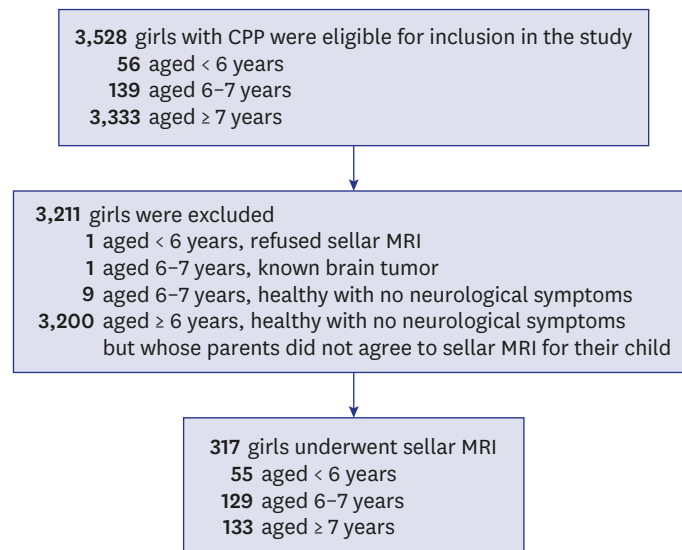 3,528 girls with CPP were eligible for inclusion in the study
56 aged < 6 years
139 aged 6–7 years
3,333 aged ≥ 7 years
3,211 girls were excluded
1 aged < 6 years, refused sellar MRI
1 aged 6–7 years, known brain tumor
9 aged 6–7 years, healthy with no neurological symptoms
3,200 aged ≥ 6 years, healthy with no neurological symptoms
but whose parents did not agree to sellar MRI for their child
317 girls underwent sellar MRI
55 aged < 6 years
129 aged 6–7 years
133 aged ≥ 7 years